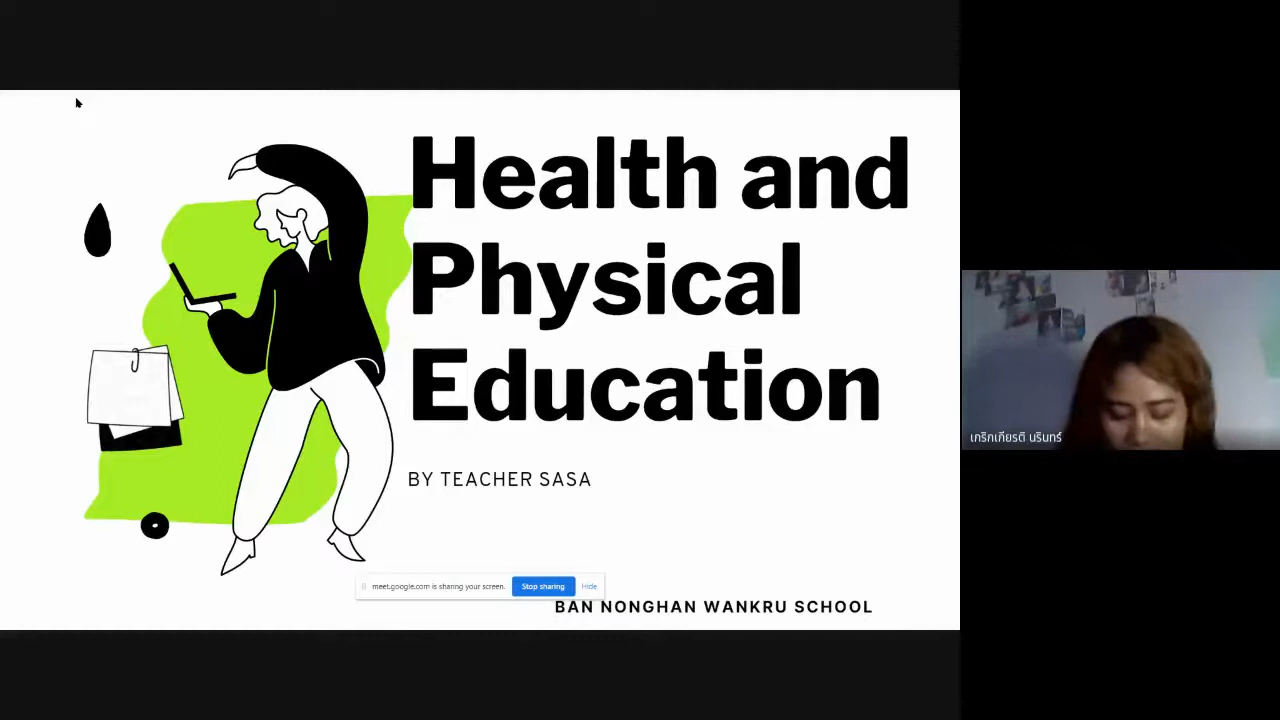 Health and
Physical
Education
BY TEACHER SASA
meet.google.com is sharing your screen. Stop sharing Hide
BAN NONGHAN WANKRU SCHOOL
เกริกเกียรติ นรินทร์